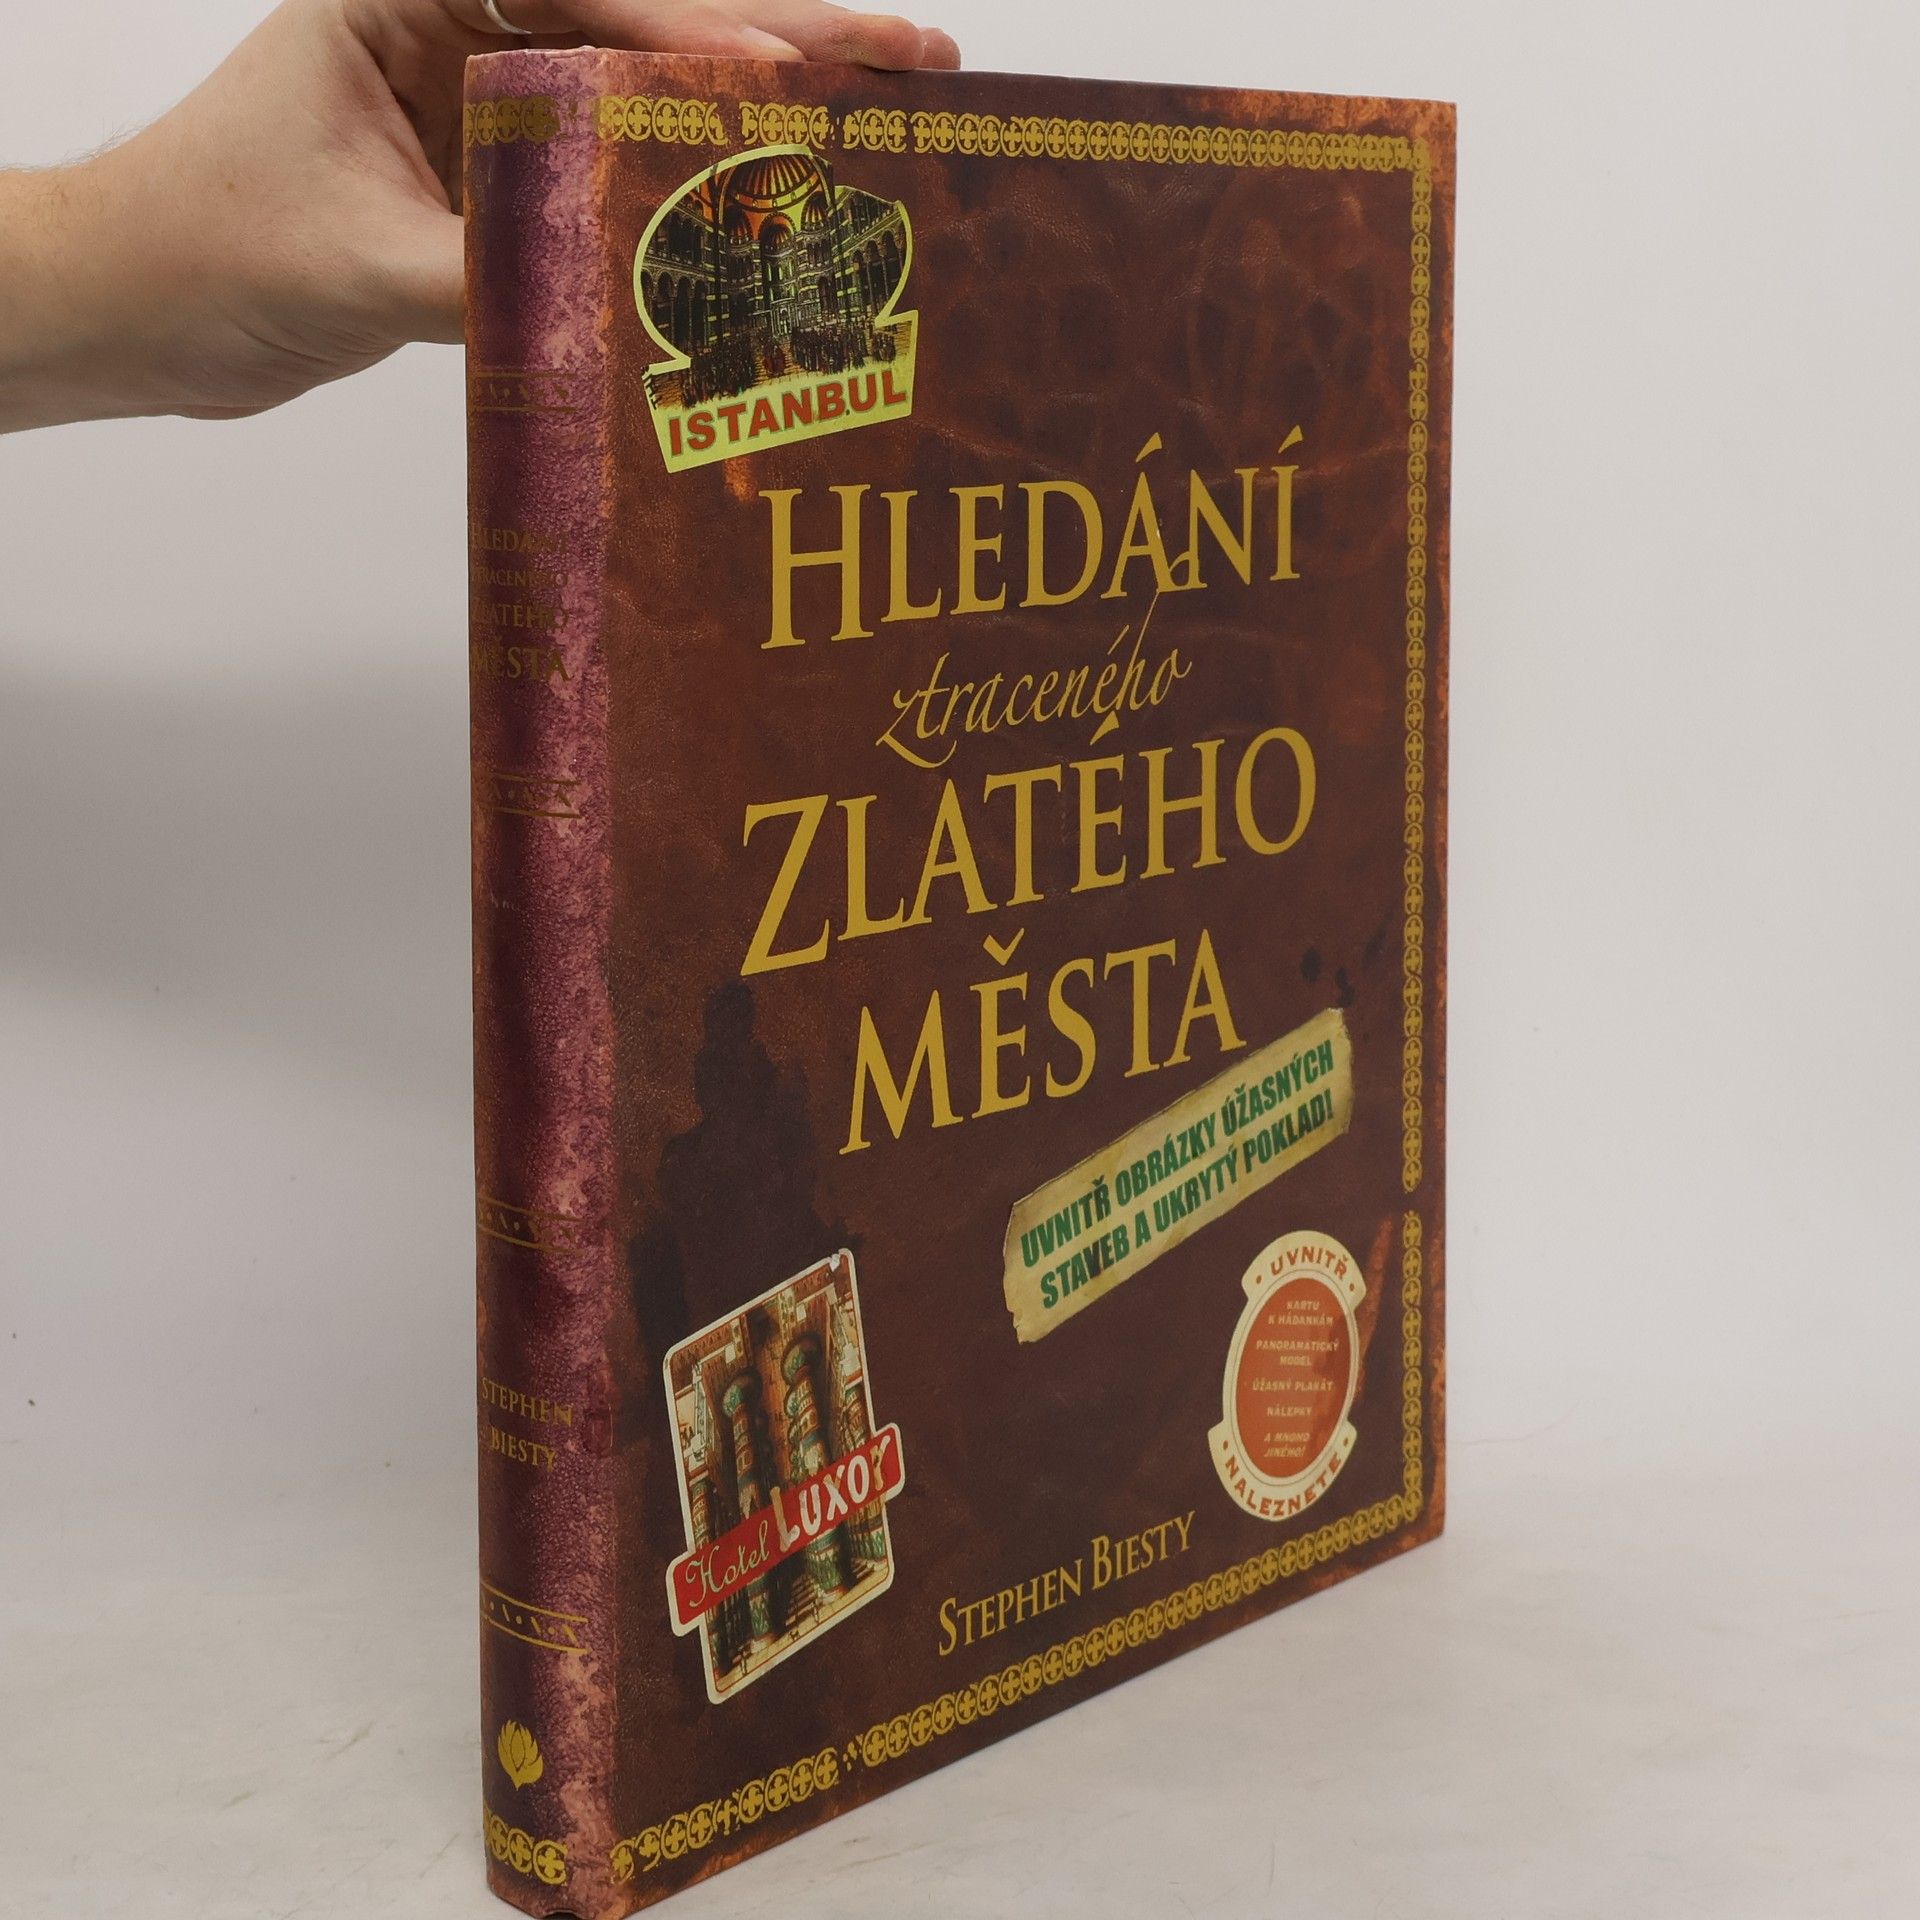 ISTANBUL
HLEDÁNÍ
ztraceného
ZLATÉHO
MĚSTA
UVNITŘ OBRÁZKY ÚŽASNÝCH
STAVEB A UKRYTÝ POKLAD!
UVNITŘ
KARTU
K HÁDANKÁM
PANORAMATICKÝ
MODEL
ÚŽASNÝ PLAKÁT
NÁLEPKY
A MNOHO
JINÉHO!
NALEZNETE
Hotel LUXOR
STEPHEN BIESTY
HLEDÁNÍ
ZTRACENÉHO
ZLATÉHO
MĚSTA
STEPHEN
BIESTY